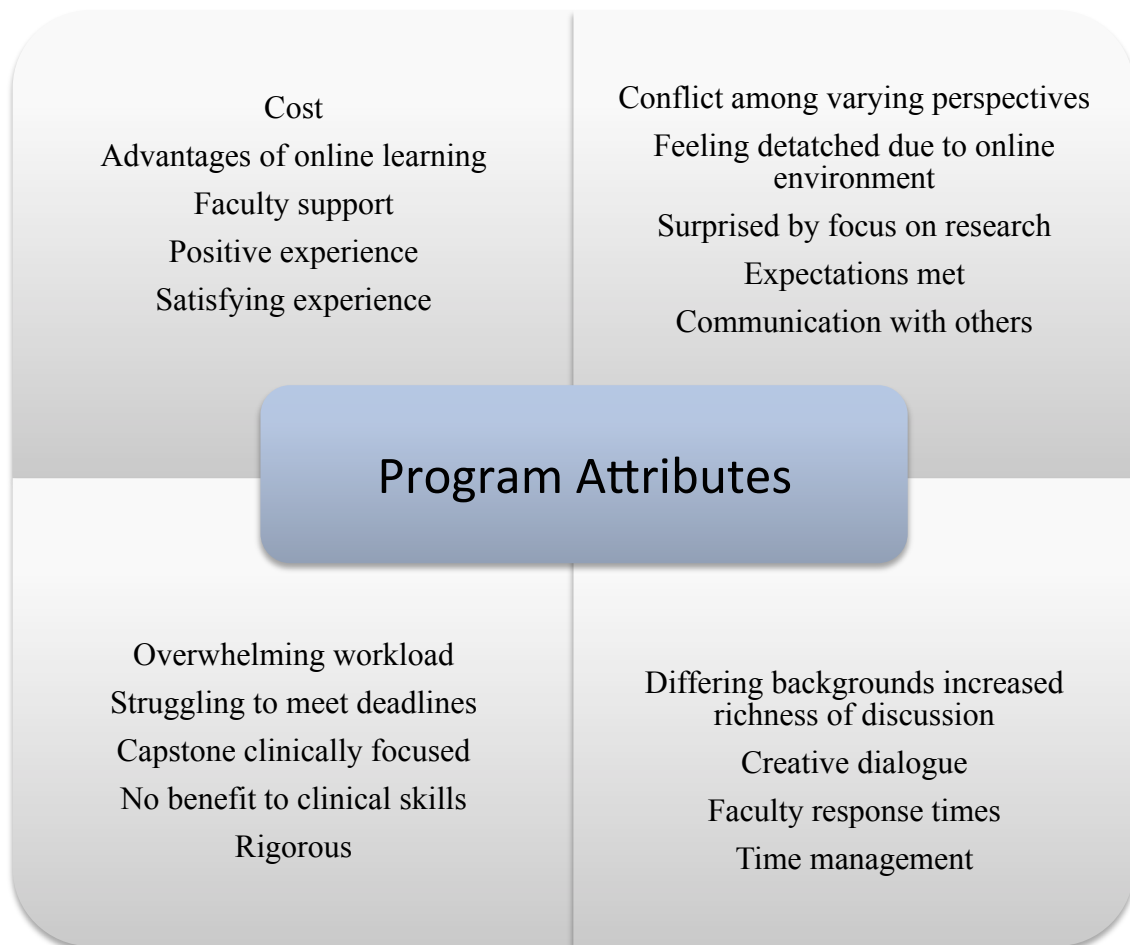 Cost
Advantages of online learning
Faculty support
Positive experience
Satisfying experience
Conflict among varying perspectives
Feeling detatched due to online
environment
Surprised by focus on research
Expectations met
Communication with others
Program Attributes
Overwhelming workload
Struggling to meet deadlines
Capstone clinically focused
No benefit to clinical skills
Rigorous
Differing backgrounds increased
richness of discussion
Creative dialogue
Faculty response times
Time management